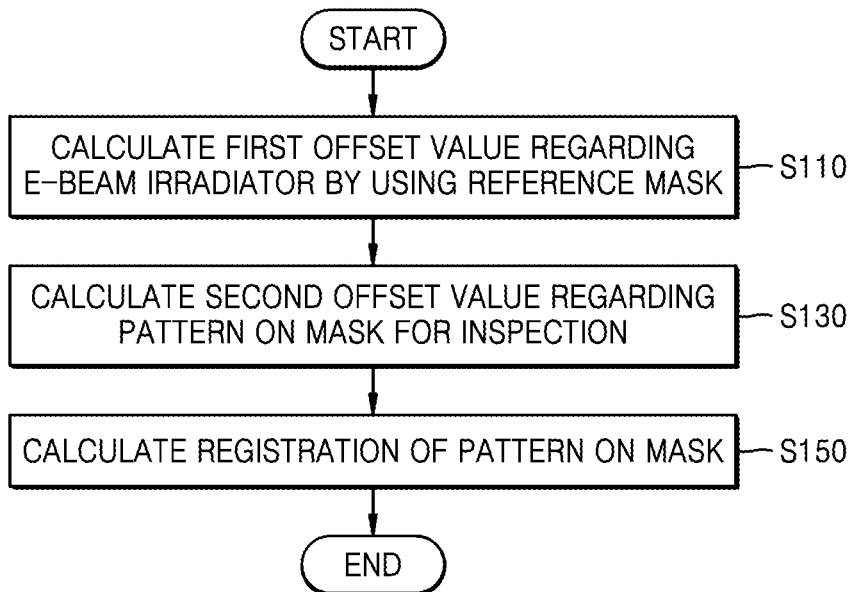 START
CALCULATE FIRST OFFSET VALUE REGARDING
E-BEAM IRRADIATOR BY USING REFERENCE MASK
S110
CALCULATE SECOND OFFSET VALUE REGARDING
PATTERN ON MASK FOR INSPECTION
S130
CALCULATE REGISTRATION OF PATTERN ON MASK
S150
END